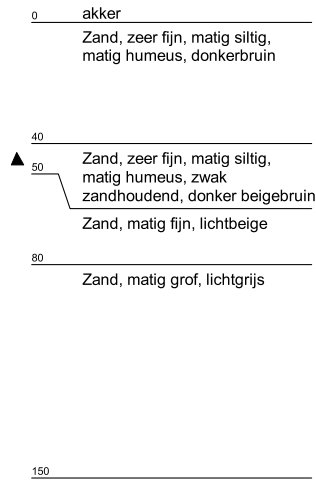 0 akker
Zand, zeer fijn, matig siltig,
matig humeus, donkerbruin
40
Zand, zeer fijn, matig siltig,
50 matig humeus, zwak
zandhoudend, donker beigebruin
Zand, matig fijn, lichtbeige
80
Zand, matig grof, lichtgrijs
150